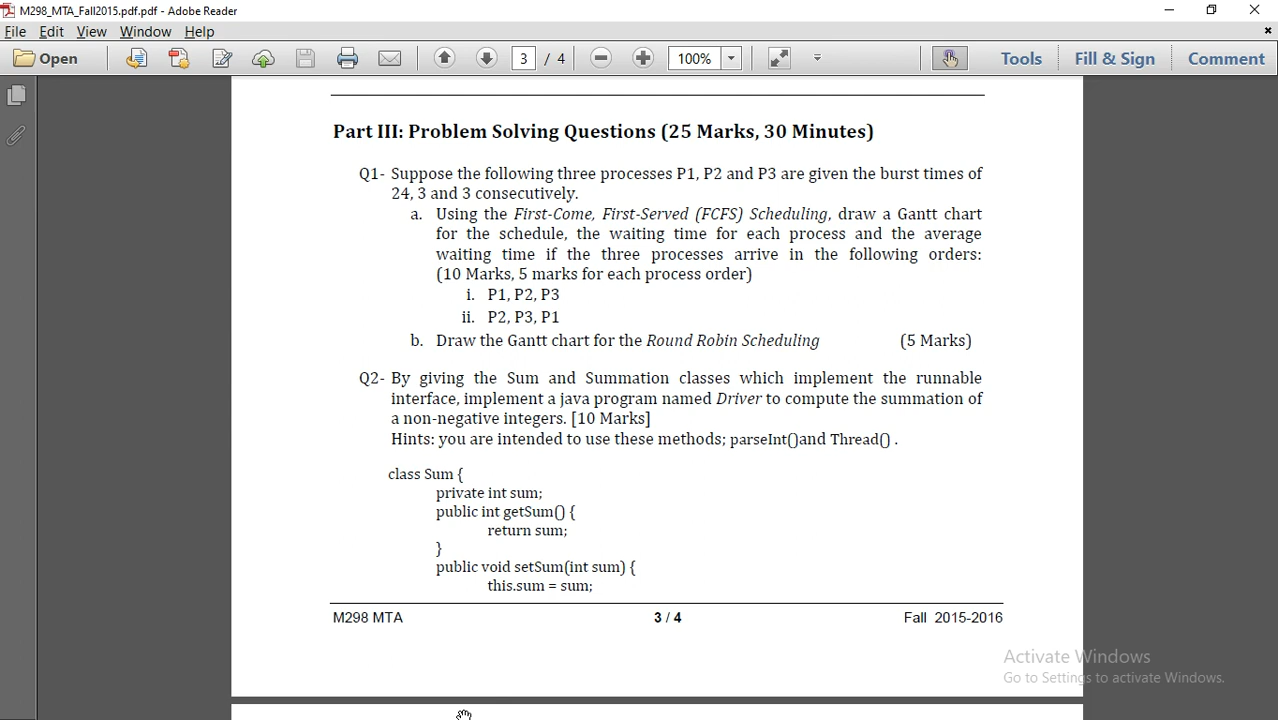 M298_MTA_Fall2015.pdf.pdf - Adobe Reader
File Edit View Window Help
Open 3 / 4 100% Tools Fill & Sign Comment
Part III: Problem Solving Questions (25 Marks, 30 Minutes)
Q1- Suppose the following three processes P1, P2 and P3 are given the burst times of
24, 3 and 3 consecutively.
a. Using the First-Come, First-Served (FCFS) Scheduling, draw a Gantt chart
for the schedule, the waiting time for each process and the average
waiting time if the three processes arrive in the following orders:
(10 Marks, 5 marks for each process order)
i. P1, P2, P3
ii. P2, P3, P1
b. Draw the Gantt chart for the Round Robin Scheduling (5 Marks)
Q2- By giving the Sum and Summation classes which implement the runnable
interface, implement a java program named Driver to compute the summation of
a non-negative integers. [10 Marks]
Hints: you are intended to use these methods; parseInt()and Thread() .
class Sum {
private int sum;
public int getSum() {
return sum;
}
public void setSum(int sum) {
this.sum = sum;
M298 MTA 3 / 4 Fall 2015-2016
Activate Windows
Go to Settings to activate Windows.